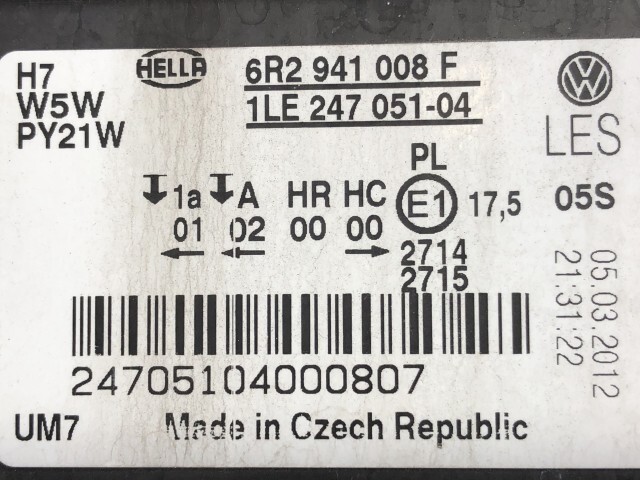 H7
W5W
PY21W
HELLA
6R2 941 008 F
1LE 247 051-04
VW
LES
PL
1a A HR HC E1 17,5 05S
01 02 00 00
2714
2715
05.03.2012
21:31:22
24705104000807
UM7 Made in Czech Republic